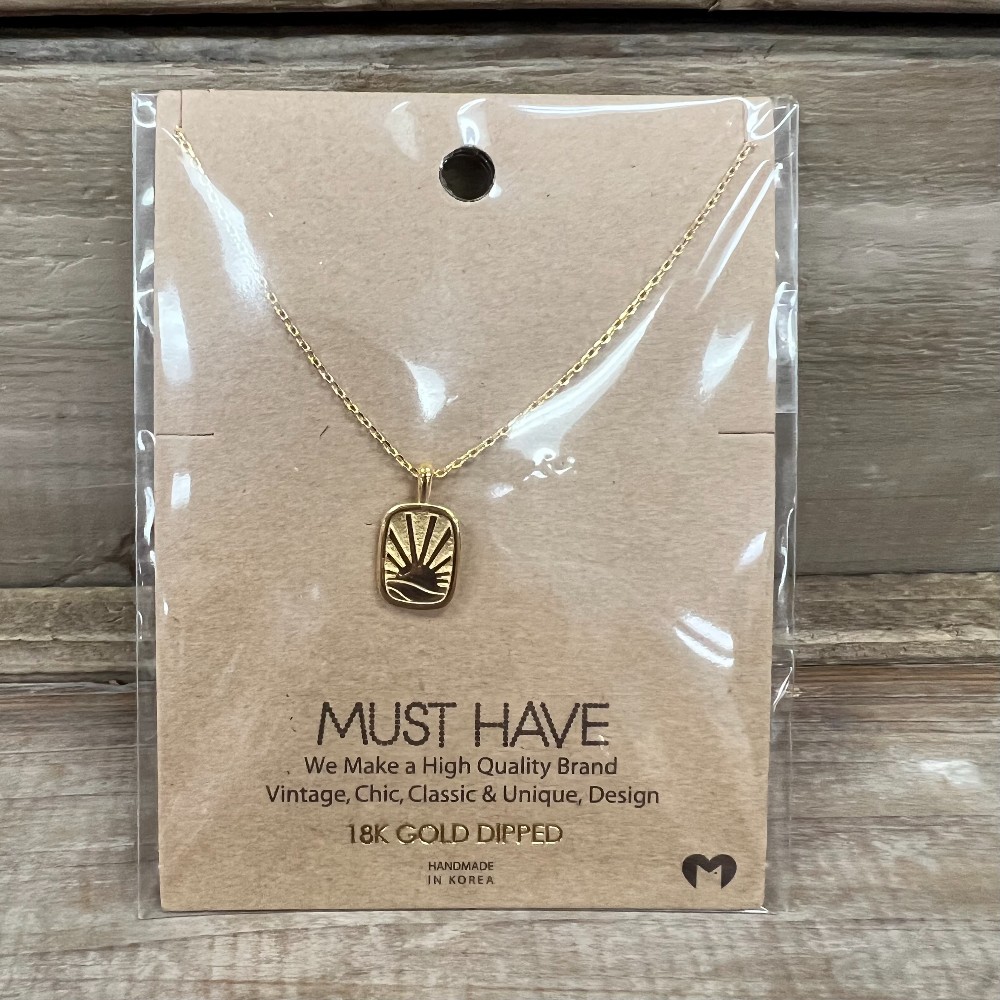 MUST HAVE
We Make a High Quality Brand
Vintage, Chic, Classic & Unique, Design
18K GOLD DIPPED
HANDMADE
IN KOREA
M